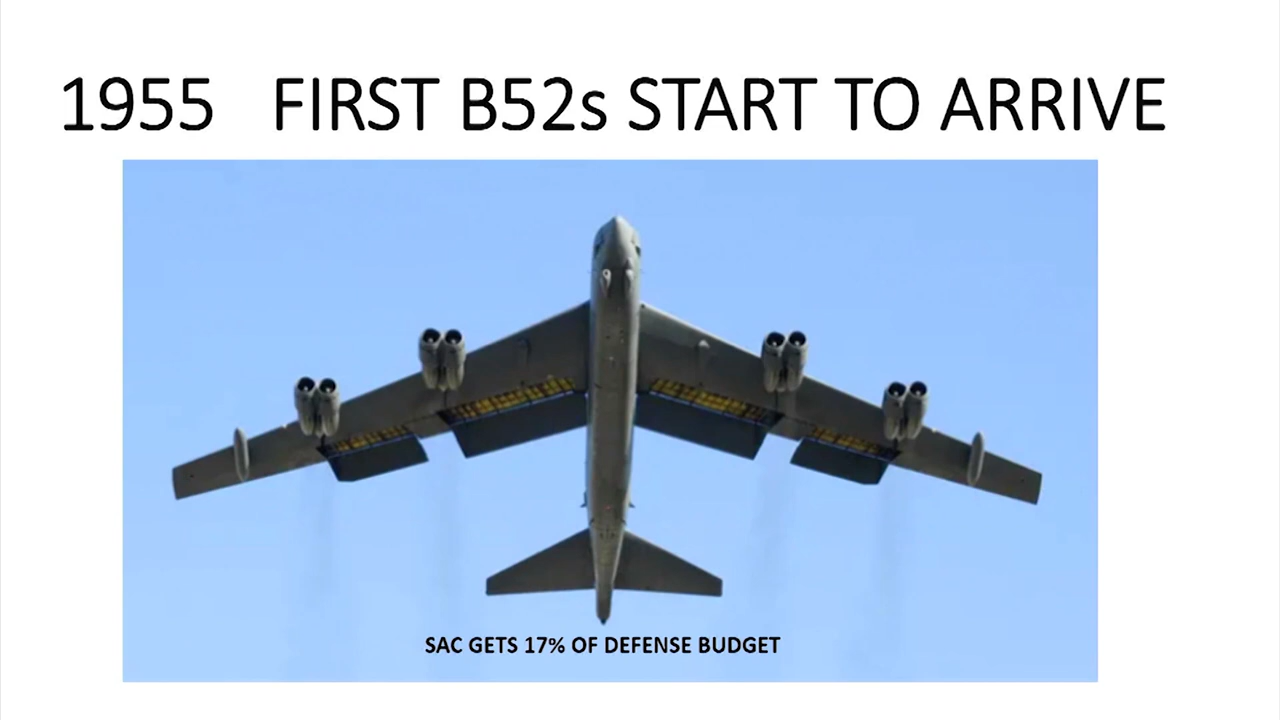 1955 FIRST B52s START TO ARRIVE
SAC GETS 17% OF DEFENSE BUDGET